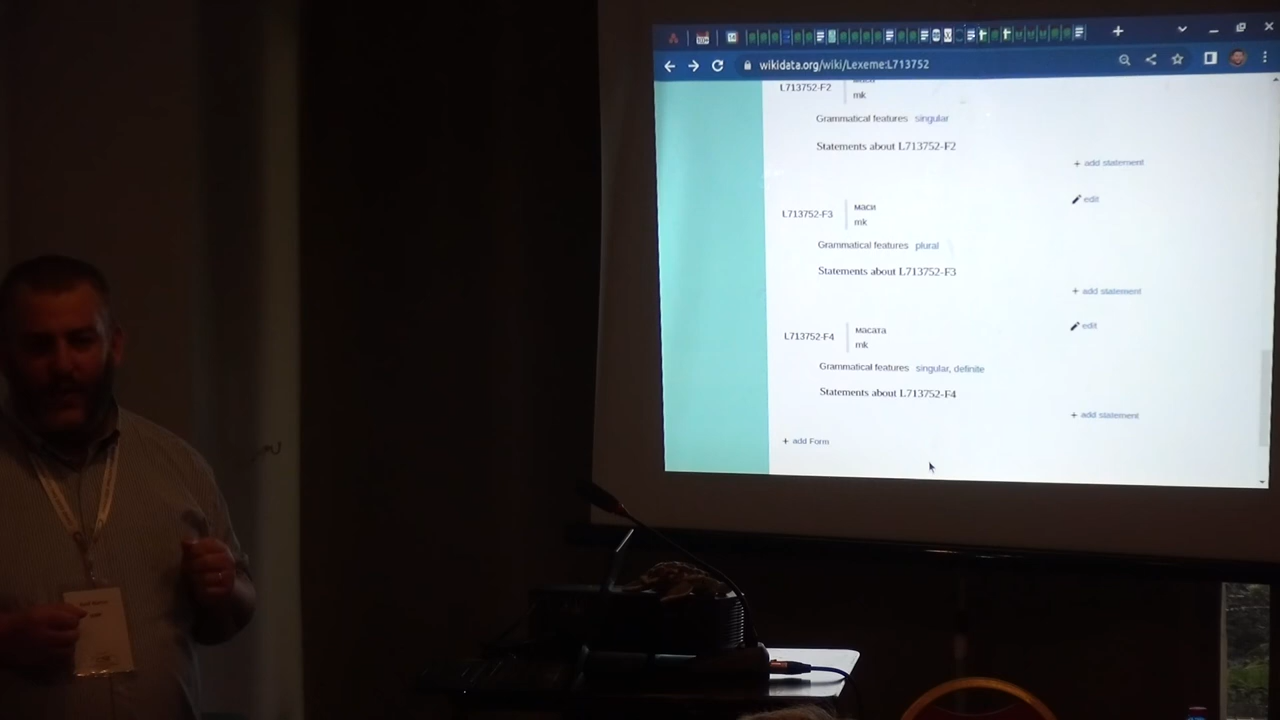 wikidata.org/wiki/Lexeme:L713752
L713752-F2
mk
Grammatical features singular
Statements about L713752-F2
+ add statement
edit
L713752-F3 маси
mk
Grammatical features plural
Statements about L713752-F3
+ add statement
edit
L713752-F4 масата
mk
Grammatical features singular, definite
Statements about L713752-F4
+ add statement
+ add Form